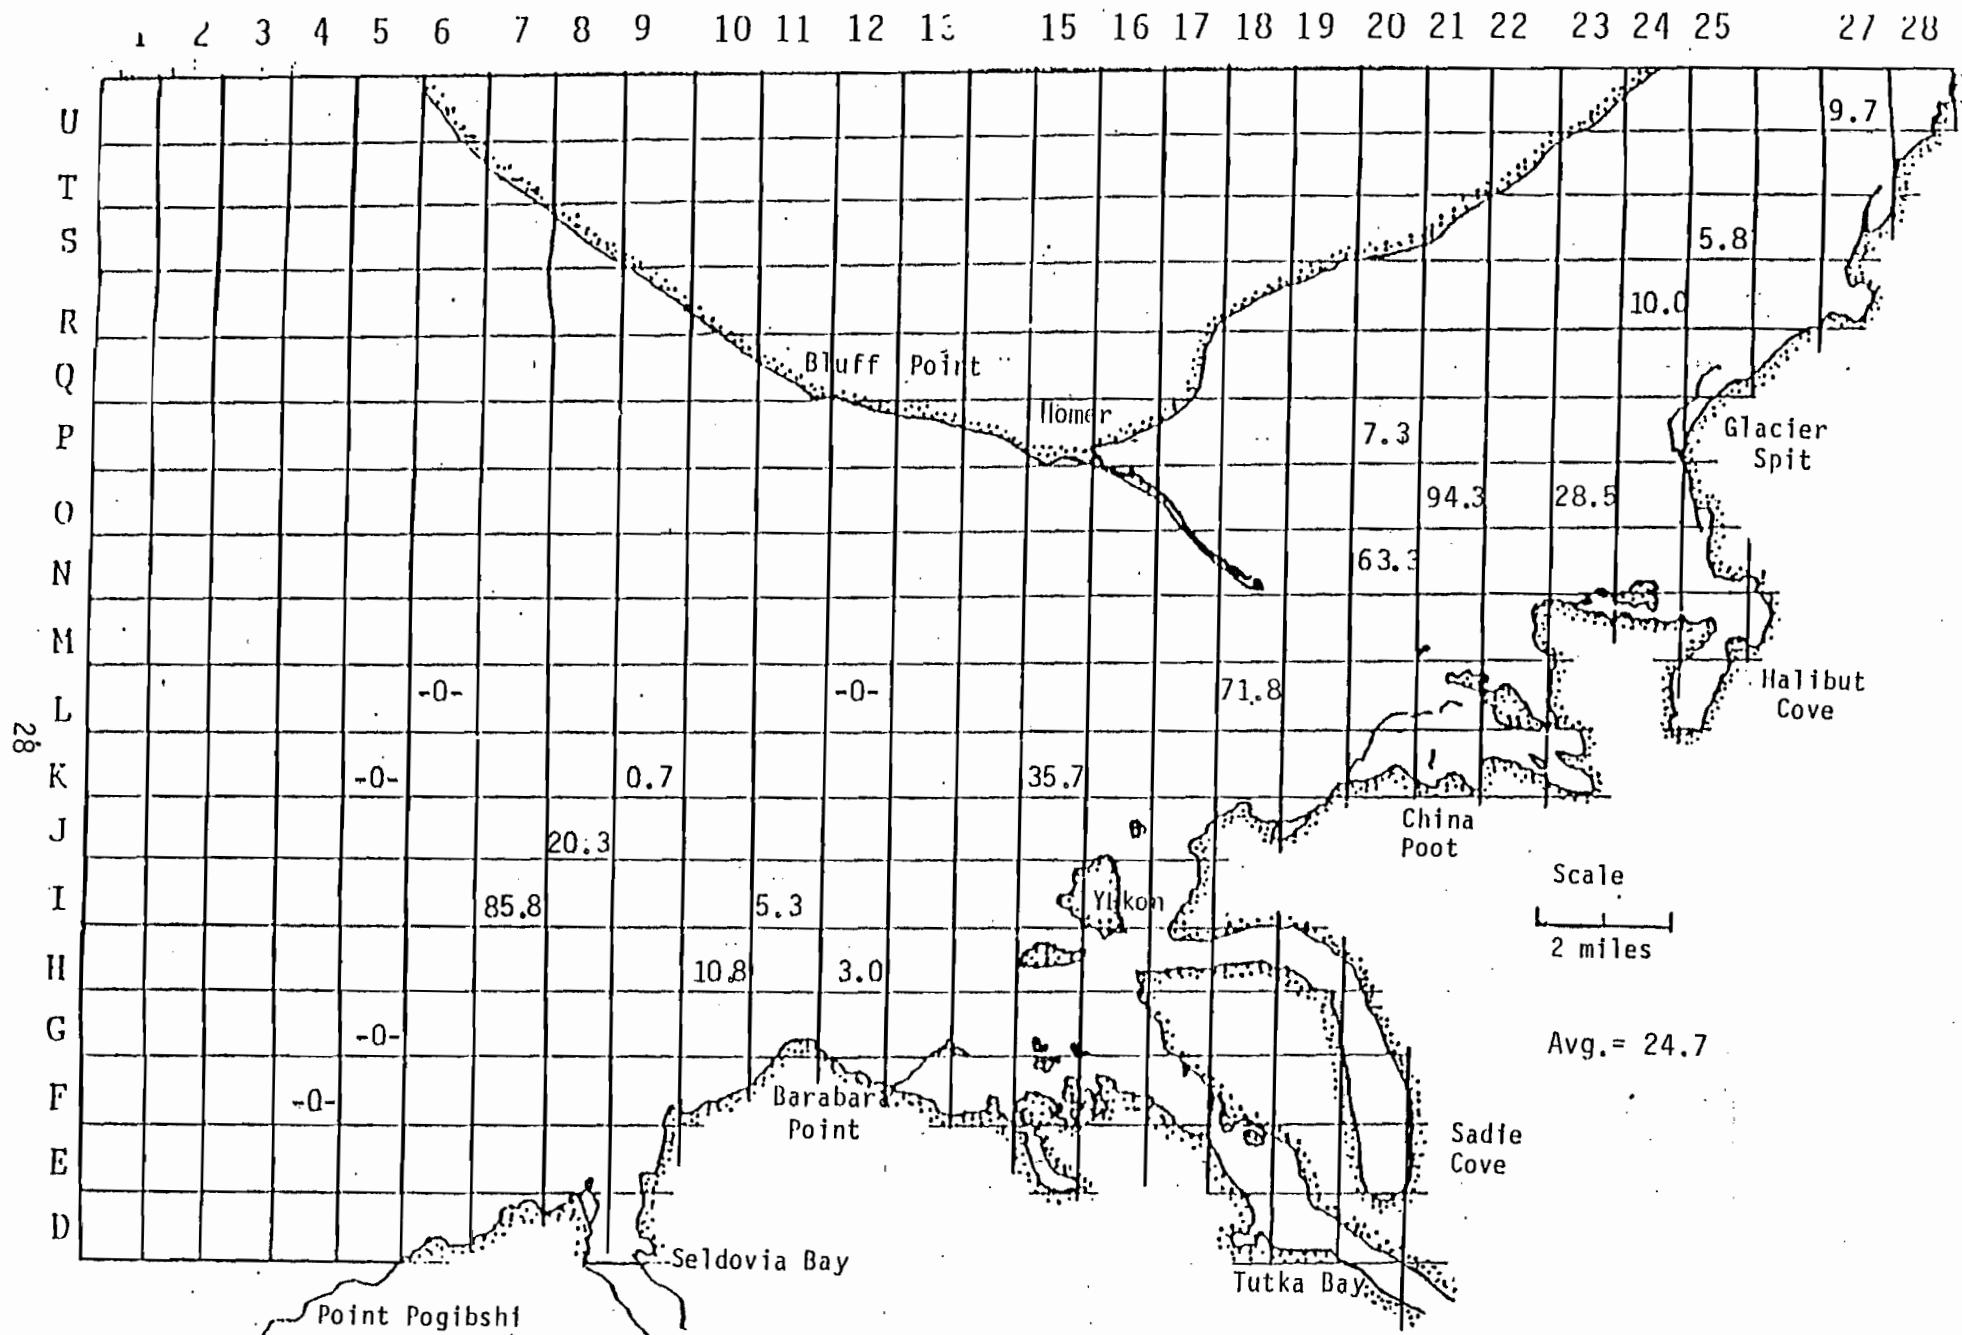 1 2 3 4 5 6 7 8 9 10 11 12 13 15 16 17 18 19 20 21 22 23 24 25 27 28
U 9.7
T
S 5.8
R 10.0
Bluff Point
Q
Homer
P 7.3
Glacier
Spit
O 94.3 28.5
N 63.3
M
L -0- -0- 71.8
Halibut
Cove
28
K -0- 0.7 35.7
J 20.3
China
Poot
Scale
I 85.8 5.3 Yukon
2 miles
H 10.8 3.0
G -0- Avg.= 24.7
F -0-
Barabara
Point
E
Sadie
Cove
D
Seldovia Bay
Tutka Bay
Point Pogibshi